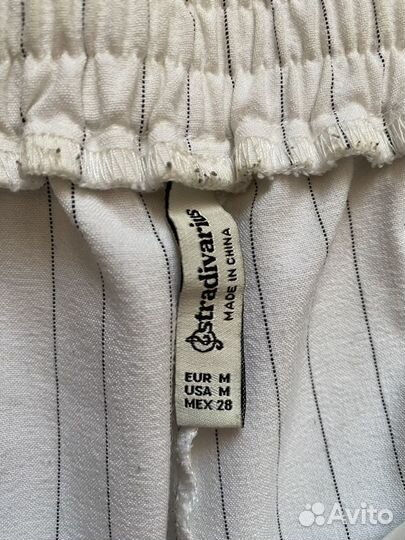 stradivarius
MADE IN CHINA
EUR M
USA M
MEX 28
Avito